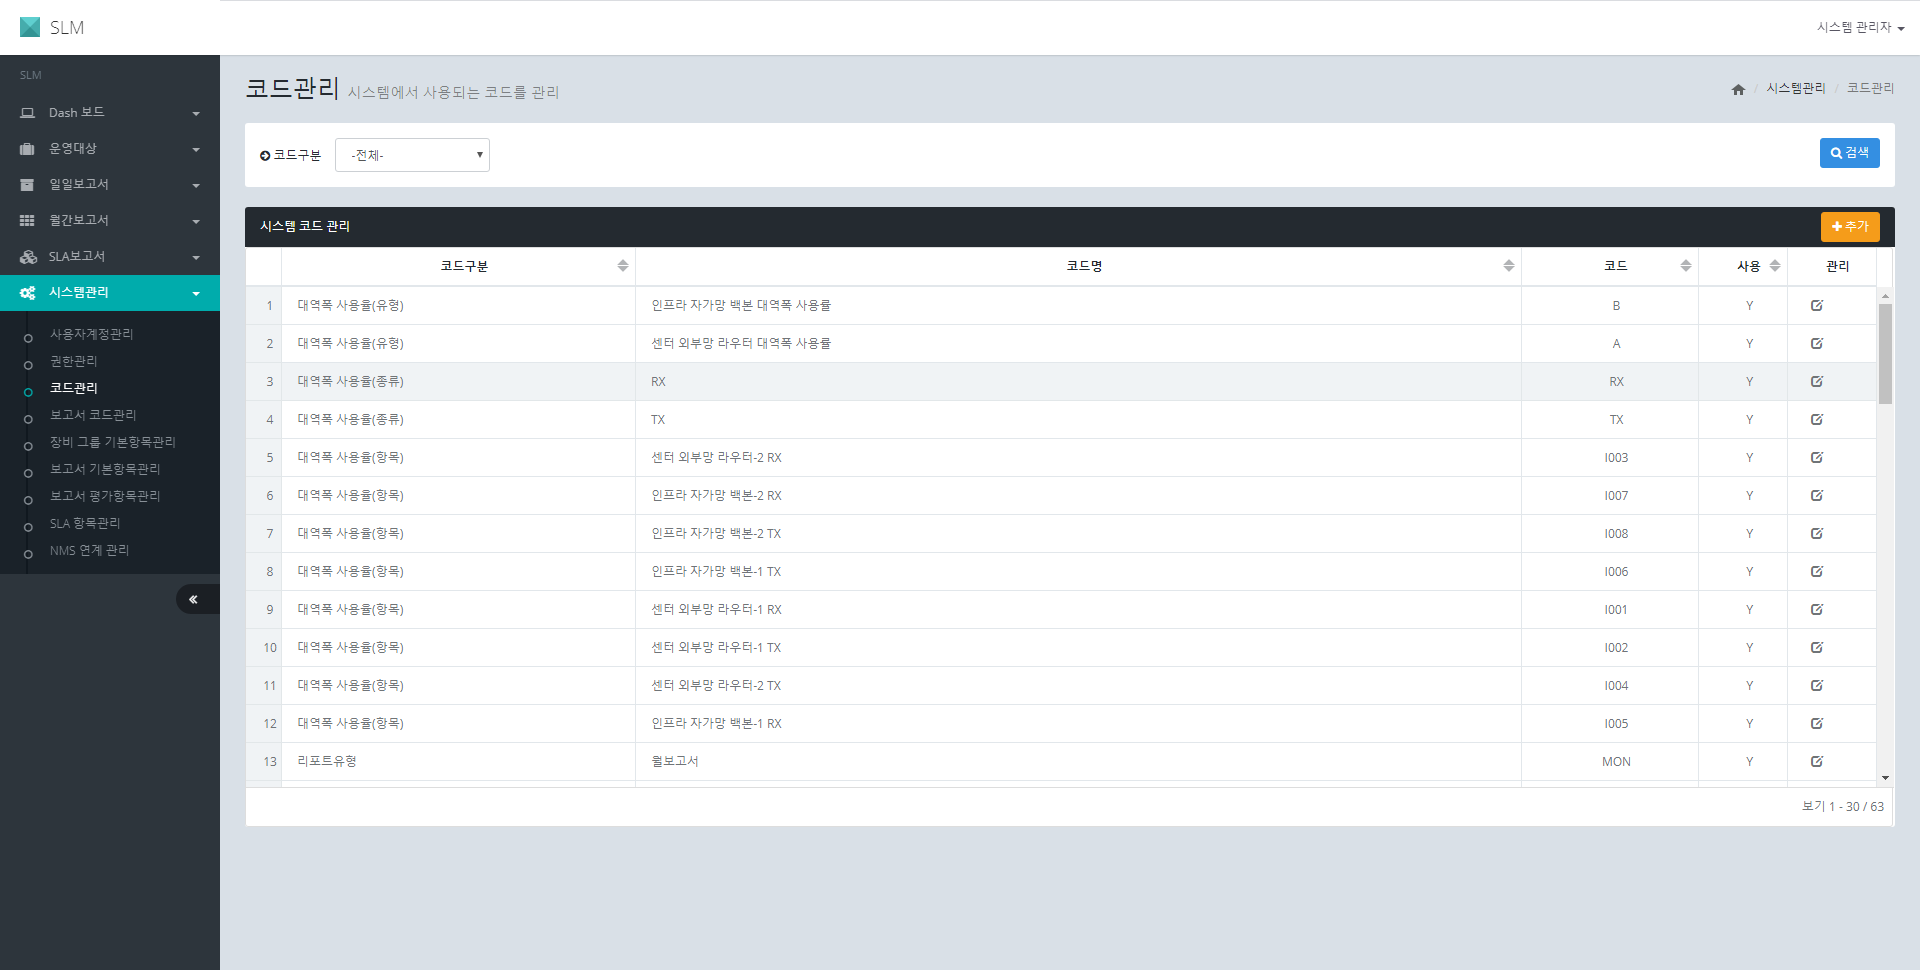 SLM
시스템 관리자
SLM
Dash 보드
운영대상
일일보고서
월간보고서
SLA보고서
시스템관리
사용자계정관리
권한관리
코드관리
보고서 코드관리
장비 그룹 기본항목관리
보고서 기본항목관리
보고서 평가항목관리
SLA 항목관리
NMS 연계 관리
코드관리 시스템에서 사용되는 코드를 관리
/ 시스템관리 / 코드관리
코드구분 -전체- 검색
시스템 코드 관리 추가
코드구분 코드명 코드 사용 관리
1 대역폭 사용율(유형) 인프라 자가망 백본 대역폭 사용률 B Y
2 대역폭 사용율(유형) 센터 외부망 라우터 대역폭 사용률 A Y
3 대역폭 사용율(종류) RX RX Y
4 대역폭 사용율(종류) TX TX Y
5 대역폭 사용율(항목) 센터 외부망 라우터-2 RX I003 Y
6 대역폭 사용율(항목) 인프라 자가망 백본-2 RX I007 Y
7 대역폭 사용율(항목) 인프라 자가망 백본-2 TX I008 Y
8 대역폭 사용율(항목) 인프라 자가망 백본-1 TX I006 Y
9 대역폭 사용율(항목) 센터 외부망 라우터-1 RX I001 Y
10 대역폭 사용율(항목) 센터 외부망 라우터-1 TX I002 Y
11 대역폭 사용율(항목) 센터 외부망 라우터-2 TX I004 Y
12 대역폭 사용율(항목) 인프라 자가망 백본-1 RX I005 Y
13 리포트유형 월보고서 MON Y
보기 1 - 30 / 63